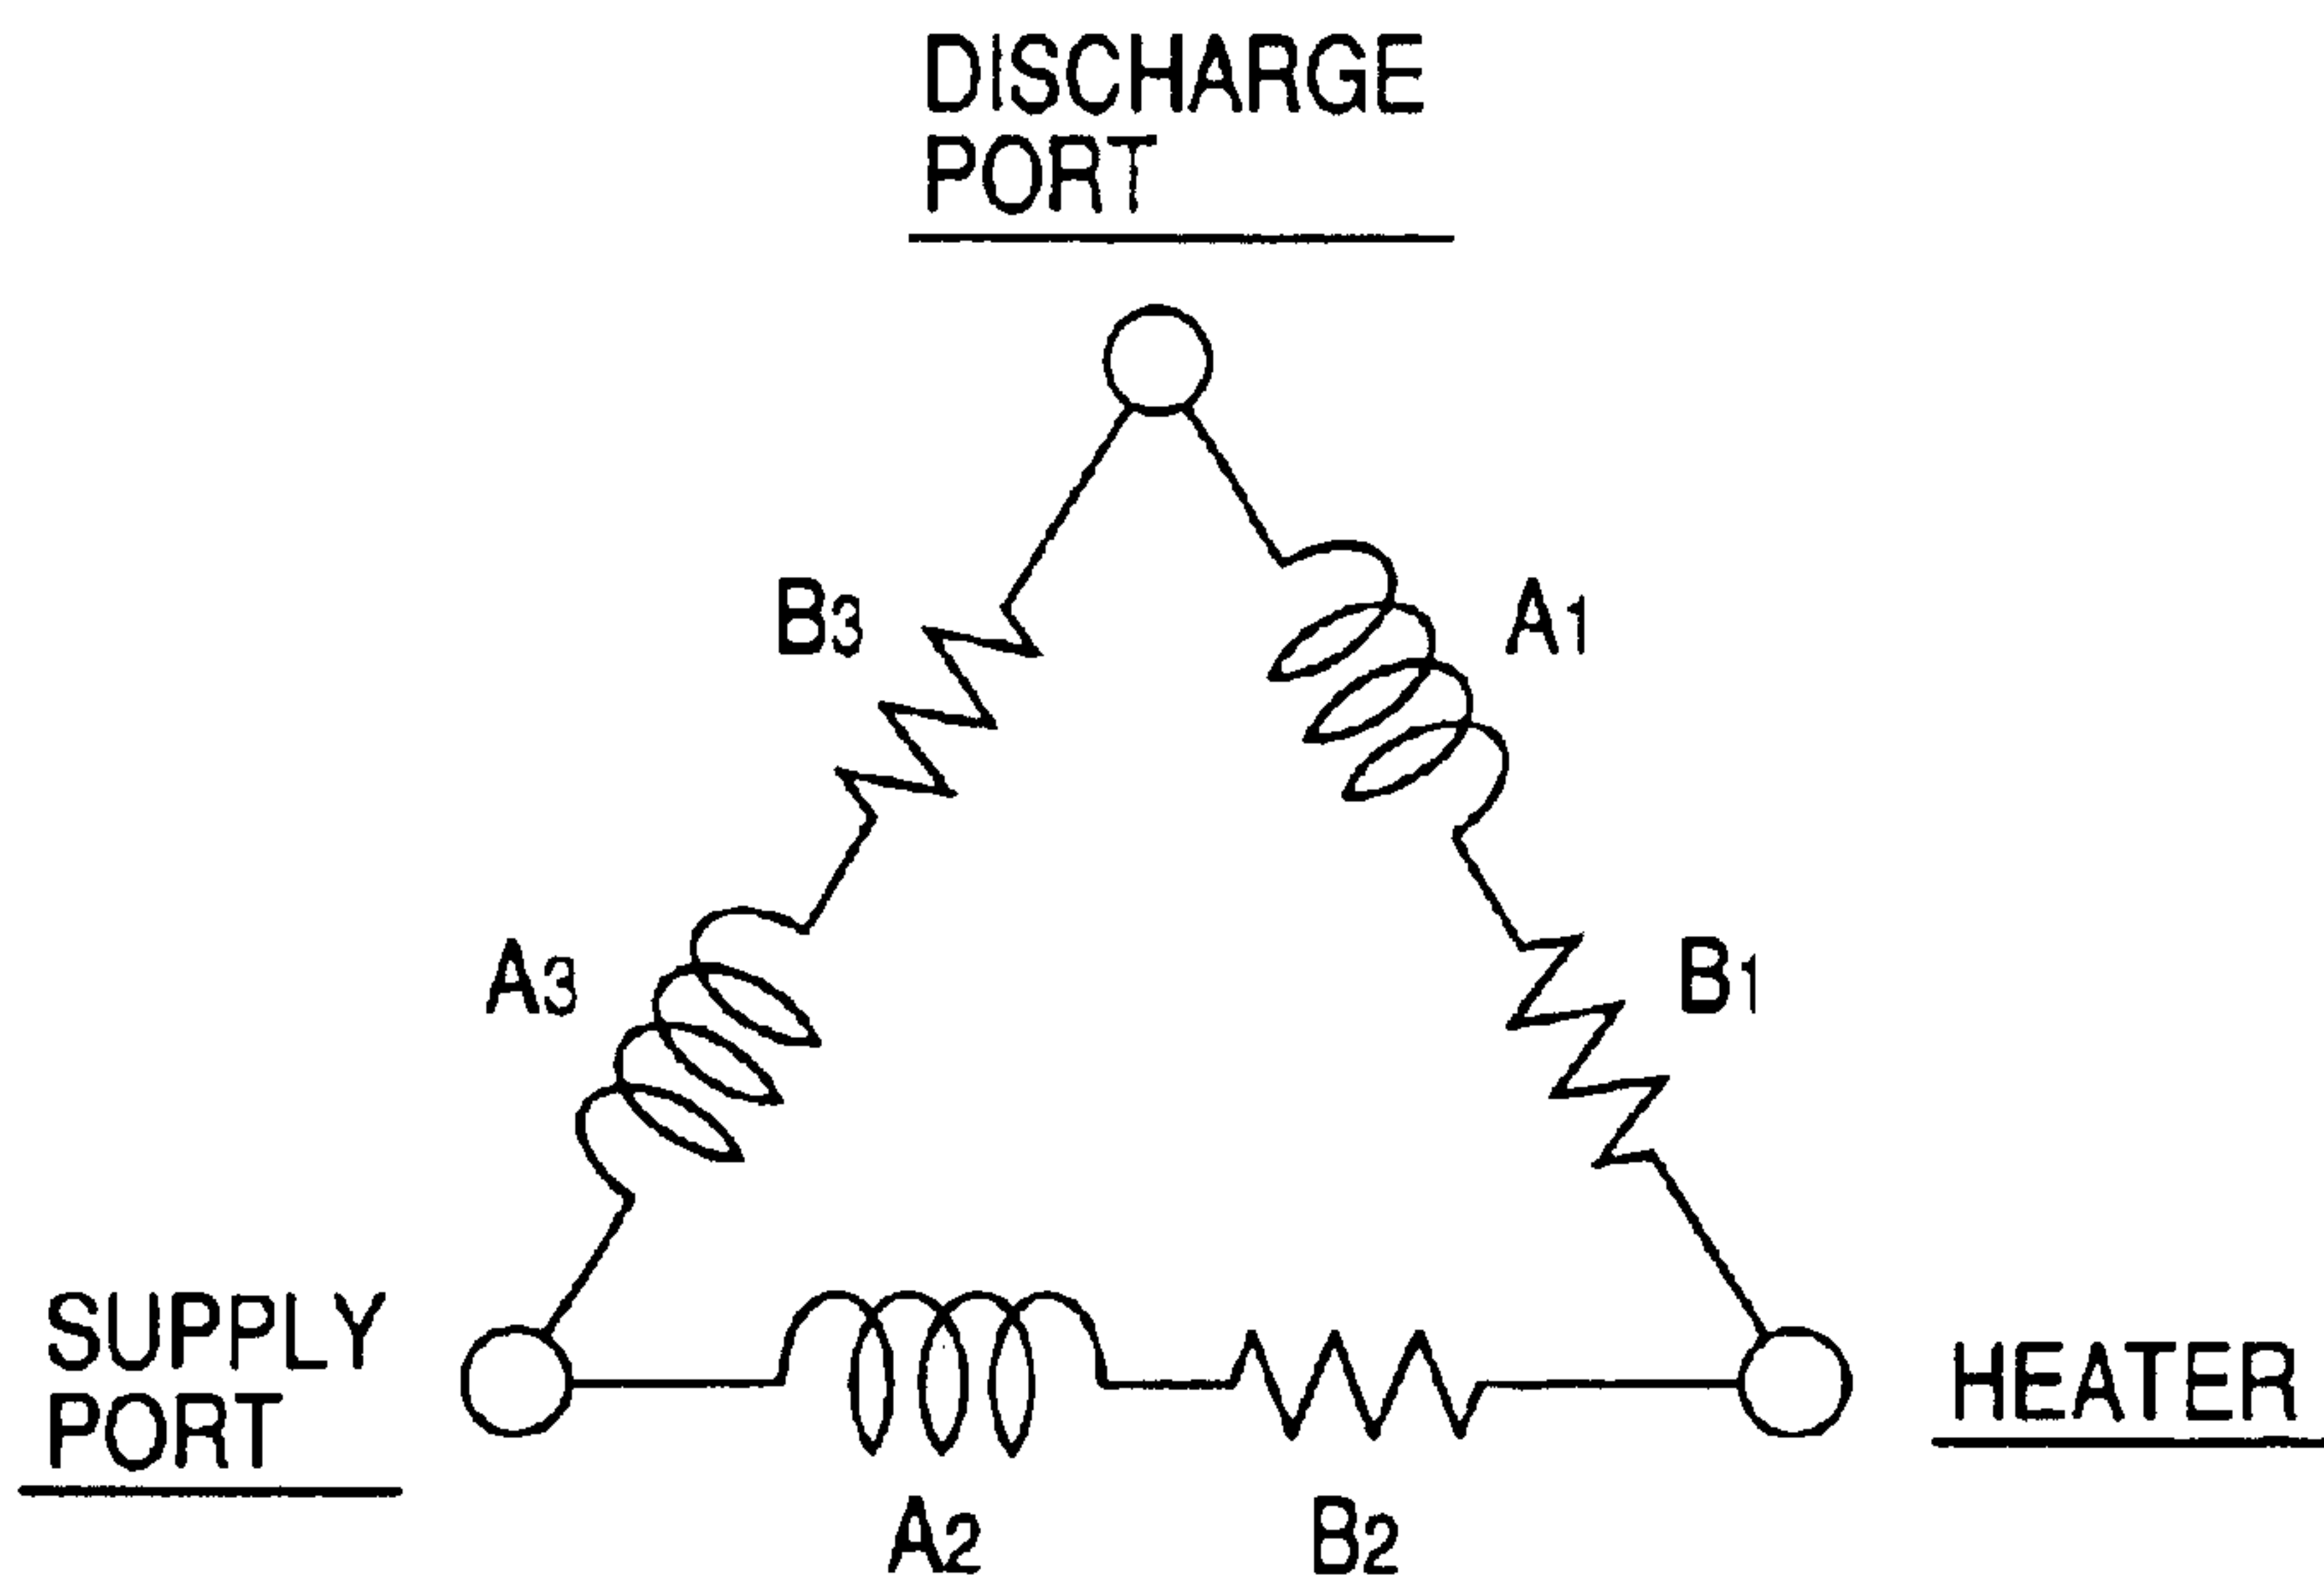 DISCHARGE
PORT
B3
A1
A3
B1
SUPPLY
PORT
HEATER
A2
B2